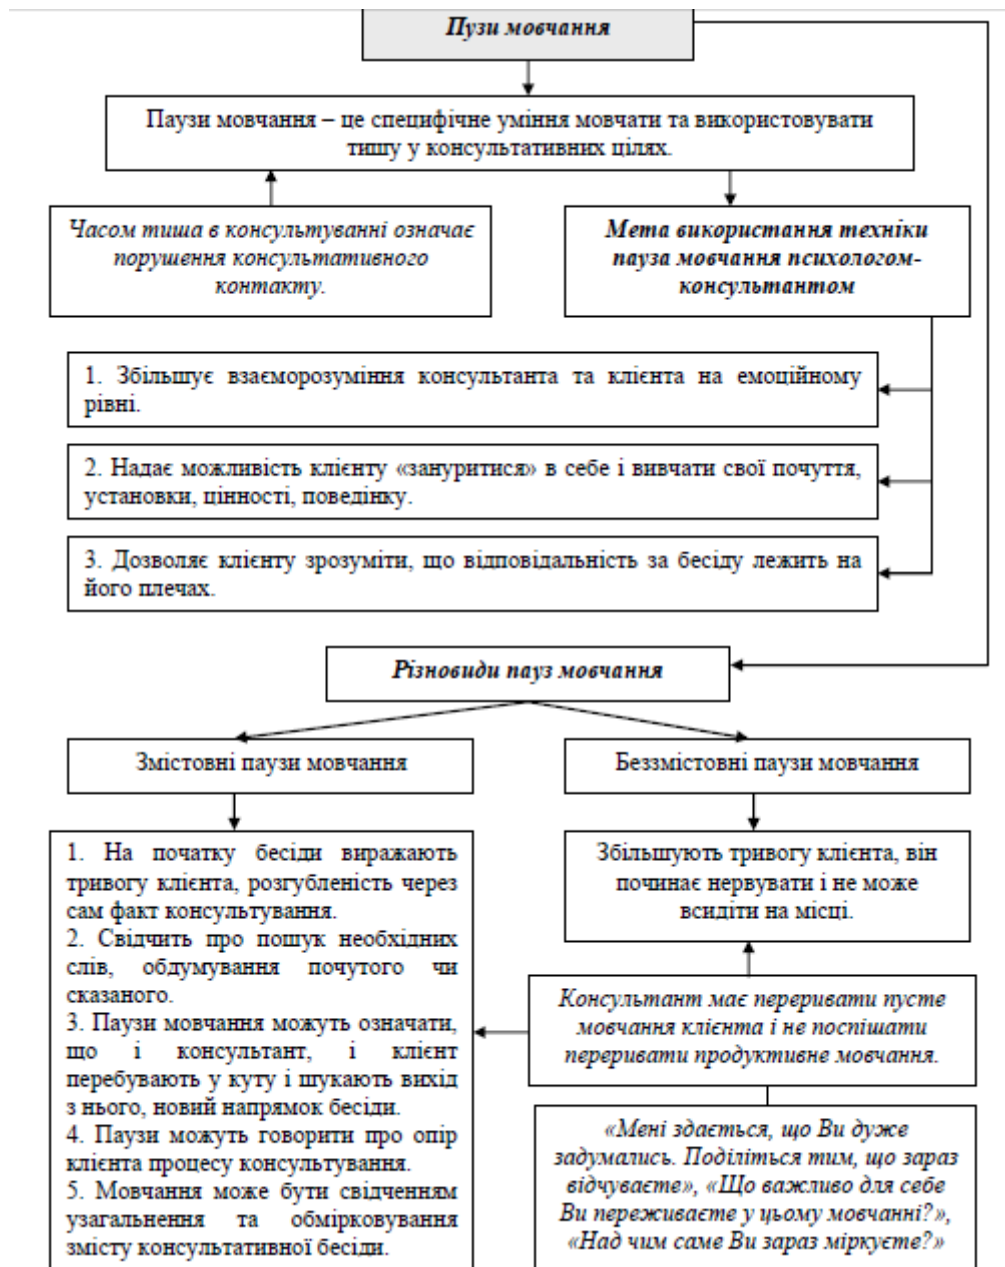 Пузи мовчання
Паузи мовчання – це специфічне уміння мовчати та використовувати
тишу у консультативних цілях.
Часом тиша в консультуванні означає
порушення консультативного
контакту.
Мета використання техніки
пауза мовчання психологом-
консультантом
1. Збільшує взаєморозуміння консультанта та клієнта на емоційному
рівні.
2. Надає можливість клієнту «зануритися» в себе і вивчати свої почуття,
установки, цінності, поведінку.
3. Дозволяє клієнту зрозуміти, що відповідальність за бесіду лежить на
його плечах.
Різновиди пауз мовчання
Змістовні паузи мовчання
Беззмістовні паузи мовчання
1. На початку бесіди виражають
тривогу клієнта, розгубленість через
сам факт консультування.
2. Свідчить про пошук необхідних
слів, обдумування почутого чи
сказаного.
3. Паузи мовчання можуть означати,
що і консультант, і клієнт
перебувають у куту і шукають вихід
з нього, новий напрямок бесіди.
4. Паузи можуть говорити про опір
клієнта процесу консультування.
5. Мовчання може бути свідченням
узагальнення та обмірковування
змісту консультативної бесіди.
Збільшують тривогу клієнта, він
починає нервувати і не може
всидіти на місці.
Консультант має переривати пусте
мовчання клієнта і не поспішати
переривати продуктивне мовчання.
«Мені здається, що Ви дуже
задумались. Поділіться тим, що зараз
відчуваєте», «Що важливо для себе
Ви переживаєте у цьому мовчанні?»,
«Над чим саме Ви зараз міркуєте?»